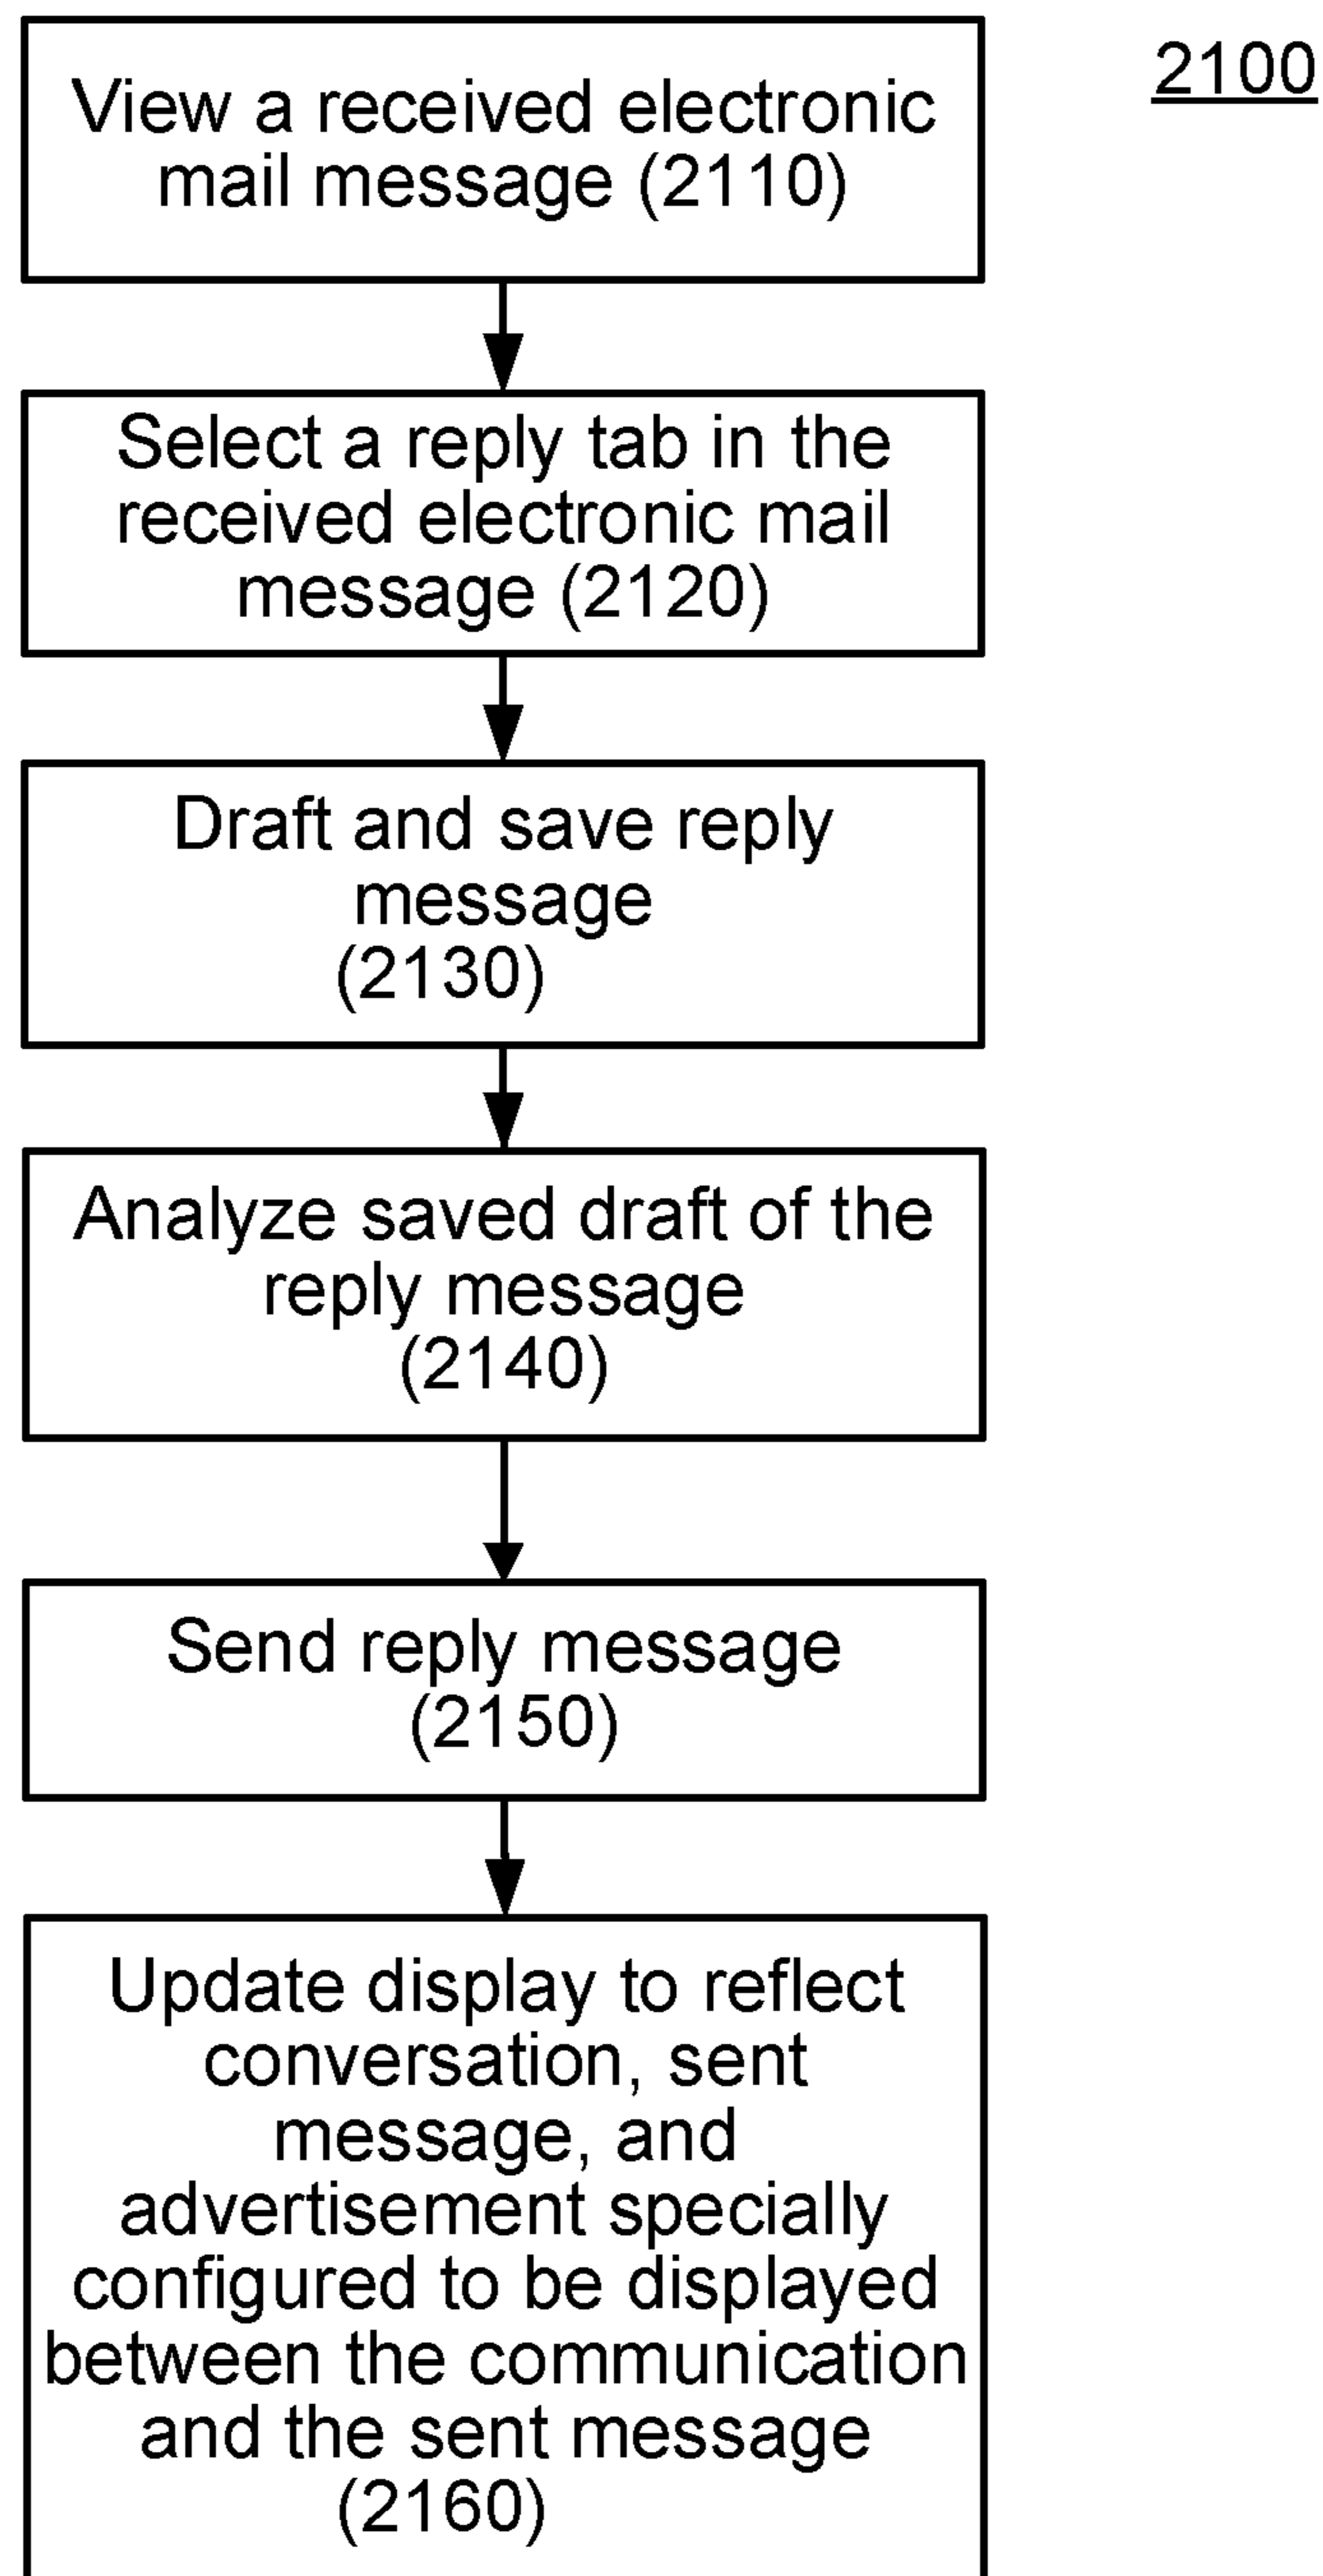 2100
View a received electronic
mail message (2110)
Select a reply tab in the
received electronic mail
message (2120)
Draft and save reply
message
(2130)
Analyze saved draft of the
reply message
(2140)
Send reply message
(2150)
Update display to reflect
conversation, sent
message, and
advertisement specially
configured to be displayed
between the communication
and the sent message
(2160)